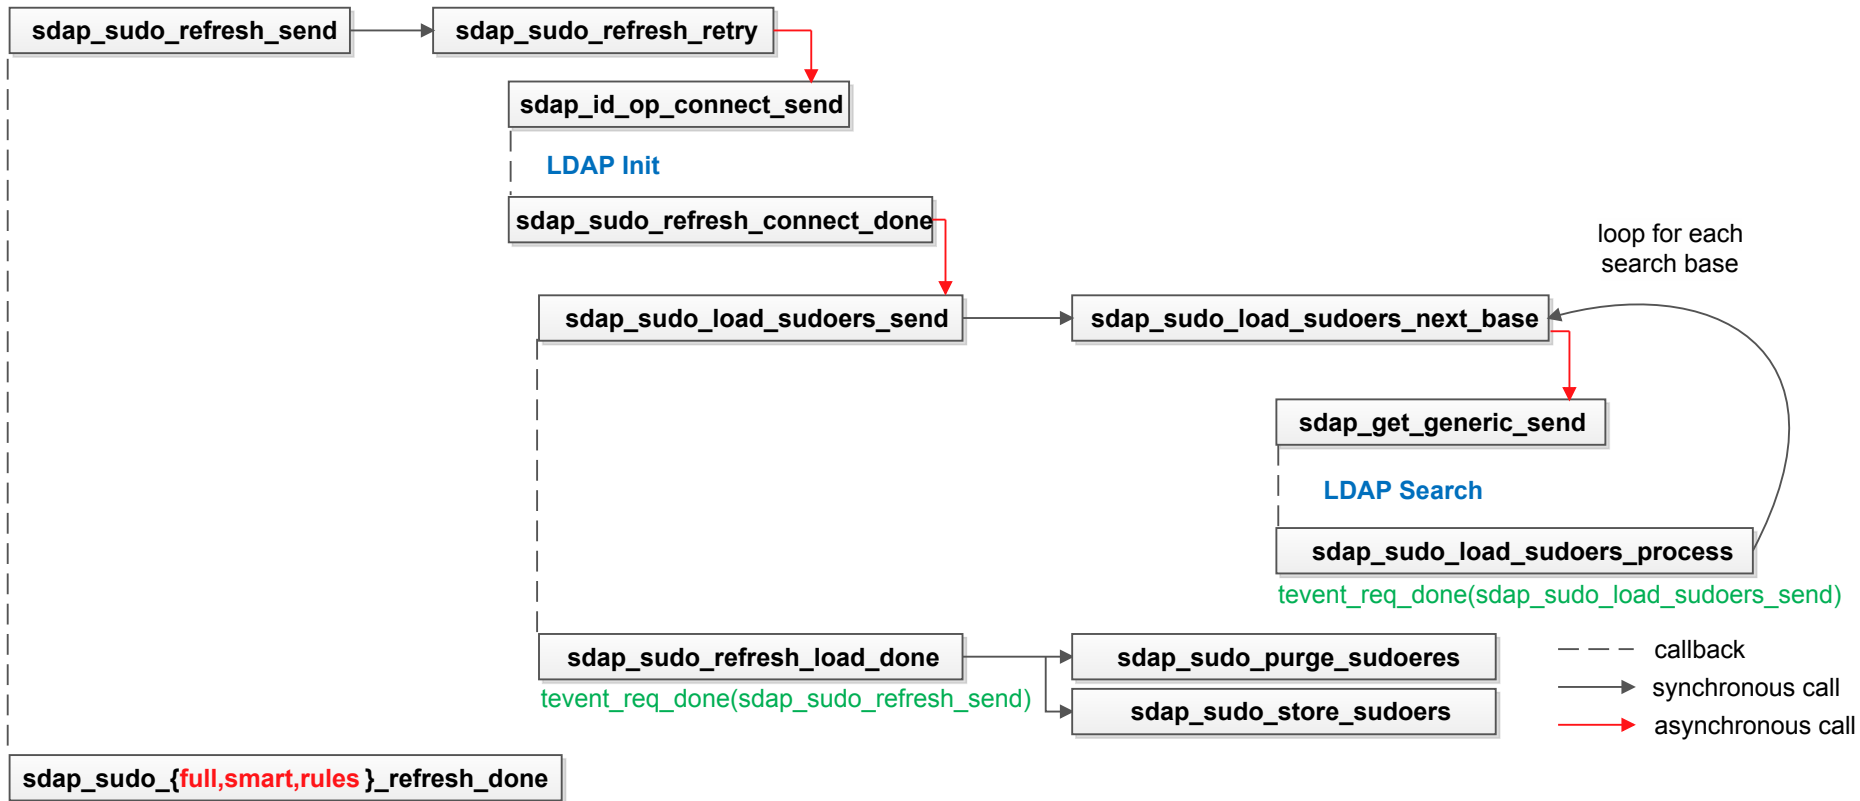 sdap_sudo_refresh_send
sdap_sudo_refresh_retry
sdap_id_op_connect_send
LDAP Init
sdap_sudo_refresh_connect_done
loop for each
search base
sdap_sudo_load_sudoers_send
sdap_sudo_load_sudoers_next_base
sdap_get_generic_send
LDAP Search
sdap_sudo_load_sudoers_process
tevent_req_done(sdap_sudo_load_sudoers_send)
sdap_sudo_refresh_load_done
sdap_sudo_purge_sudoeres
callback
tevent_req_done(sdap_sudo_refresh_send)
synchronous call
sdap_sudo_store_sudoers
asynchronous call
sdap_sudo_{full,smart,rules }_refresh_done